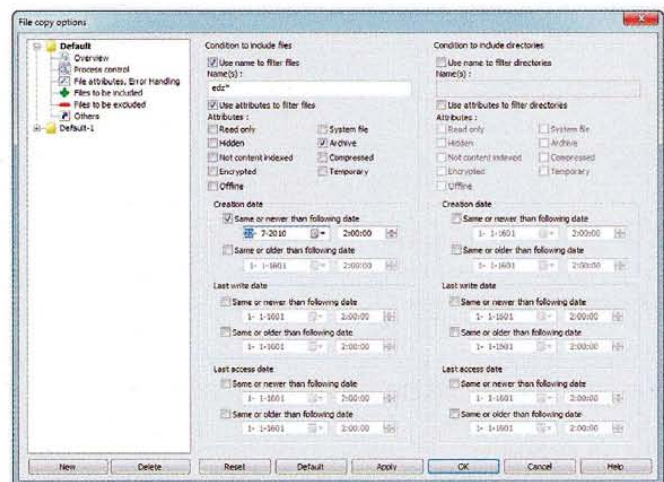 File copy options
Default
Overview
Process control
File attributes, Error Handling
Files to be included
Files to be excluded
Others
Default-1
Condition to include files
Use name to filter files
Name(s) :
edz*
Use attributes to filter files
Attributes :
Read only
System file
Hidden
Archive
Not content indexed
Compressed
Encrypted
Temporary
Offline
Creation date
Same or newer than following date
7-2010 2:00:00
Same or older than following date
1- 1-1601 2:00:00
Last write date
Same or newer than following date
1- 1-1601 2:00:00
Same or older than following date
1- 1-1601 2:00:00
Last access date
Same or newer than following date
1- 1-1601 2:00:00
Same or older than following date
1- 1-1601 2:00:00
Condition to include directories
Use name to filter directories
Name(s) :
Use attributes to filter directories
Attributes :
Read only
System file
Hidden
Archive
Not content indexed
Compressed
Encrypted
Temporary
Offline
Creation date
Same or newer than following date
1- 1-1601 2:00:00
Same or older than following date
1- 1-1601 2:00:00
Last write date
Same or newer than following date
1- 1-1601 2:00:00
Same or older than following date
1- 1-1601 2:00:00
Last access date
Same or newer than following date
1- 1-1601 2:00:00
Same or older than following date
1- 1-1601 2:00:00
New
Delete
Reset
Default
Apply
OK
Cancel
Help